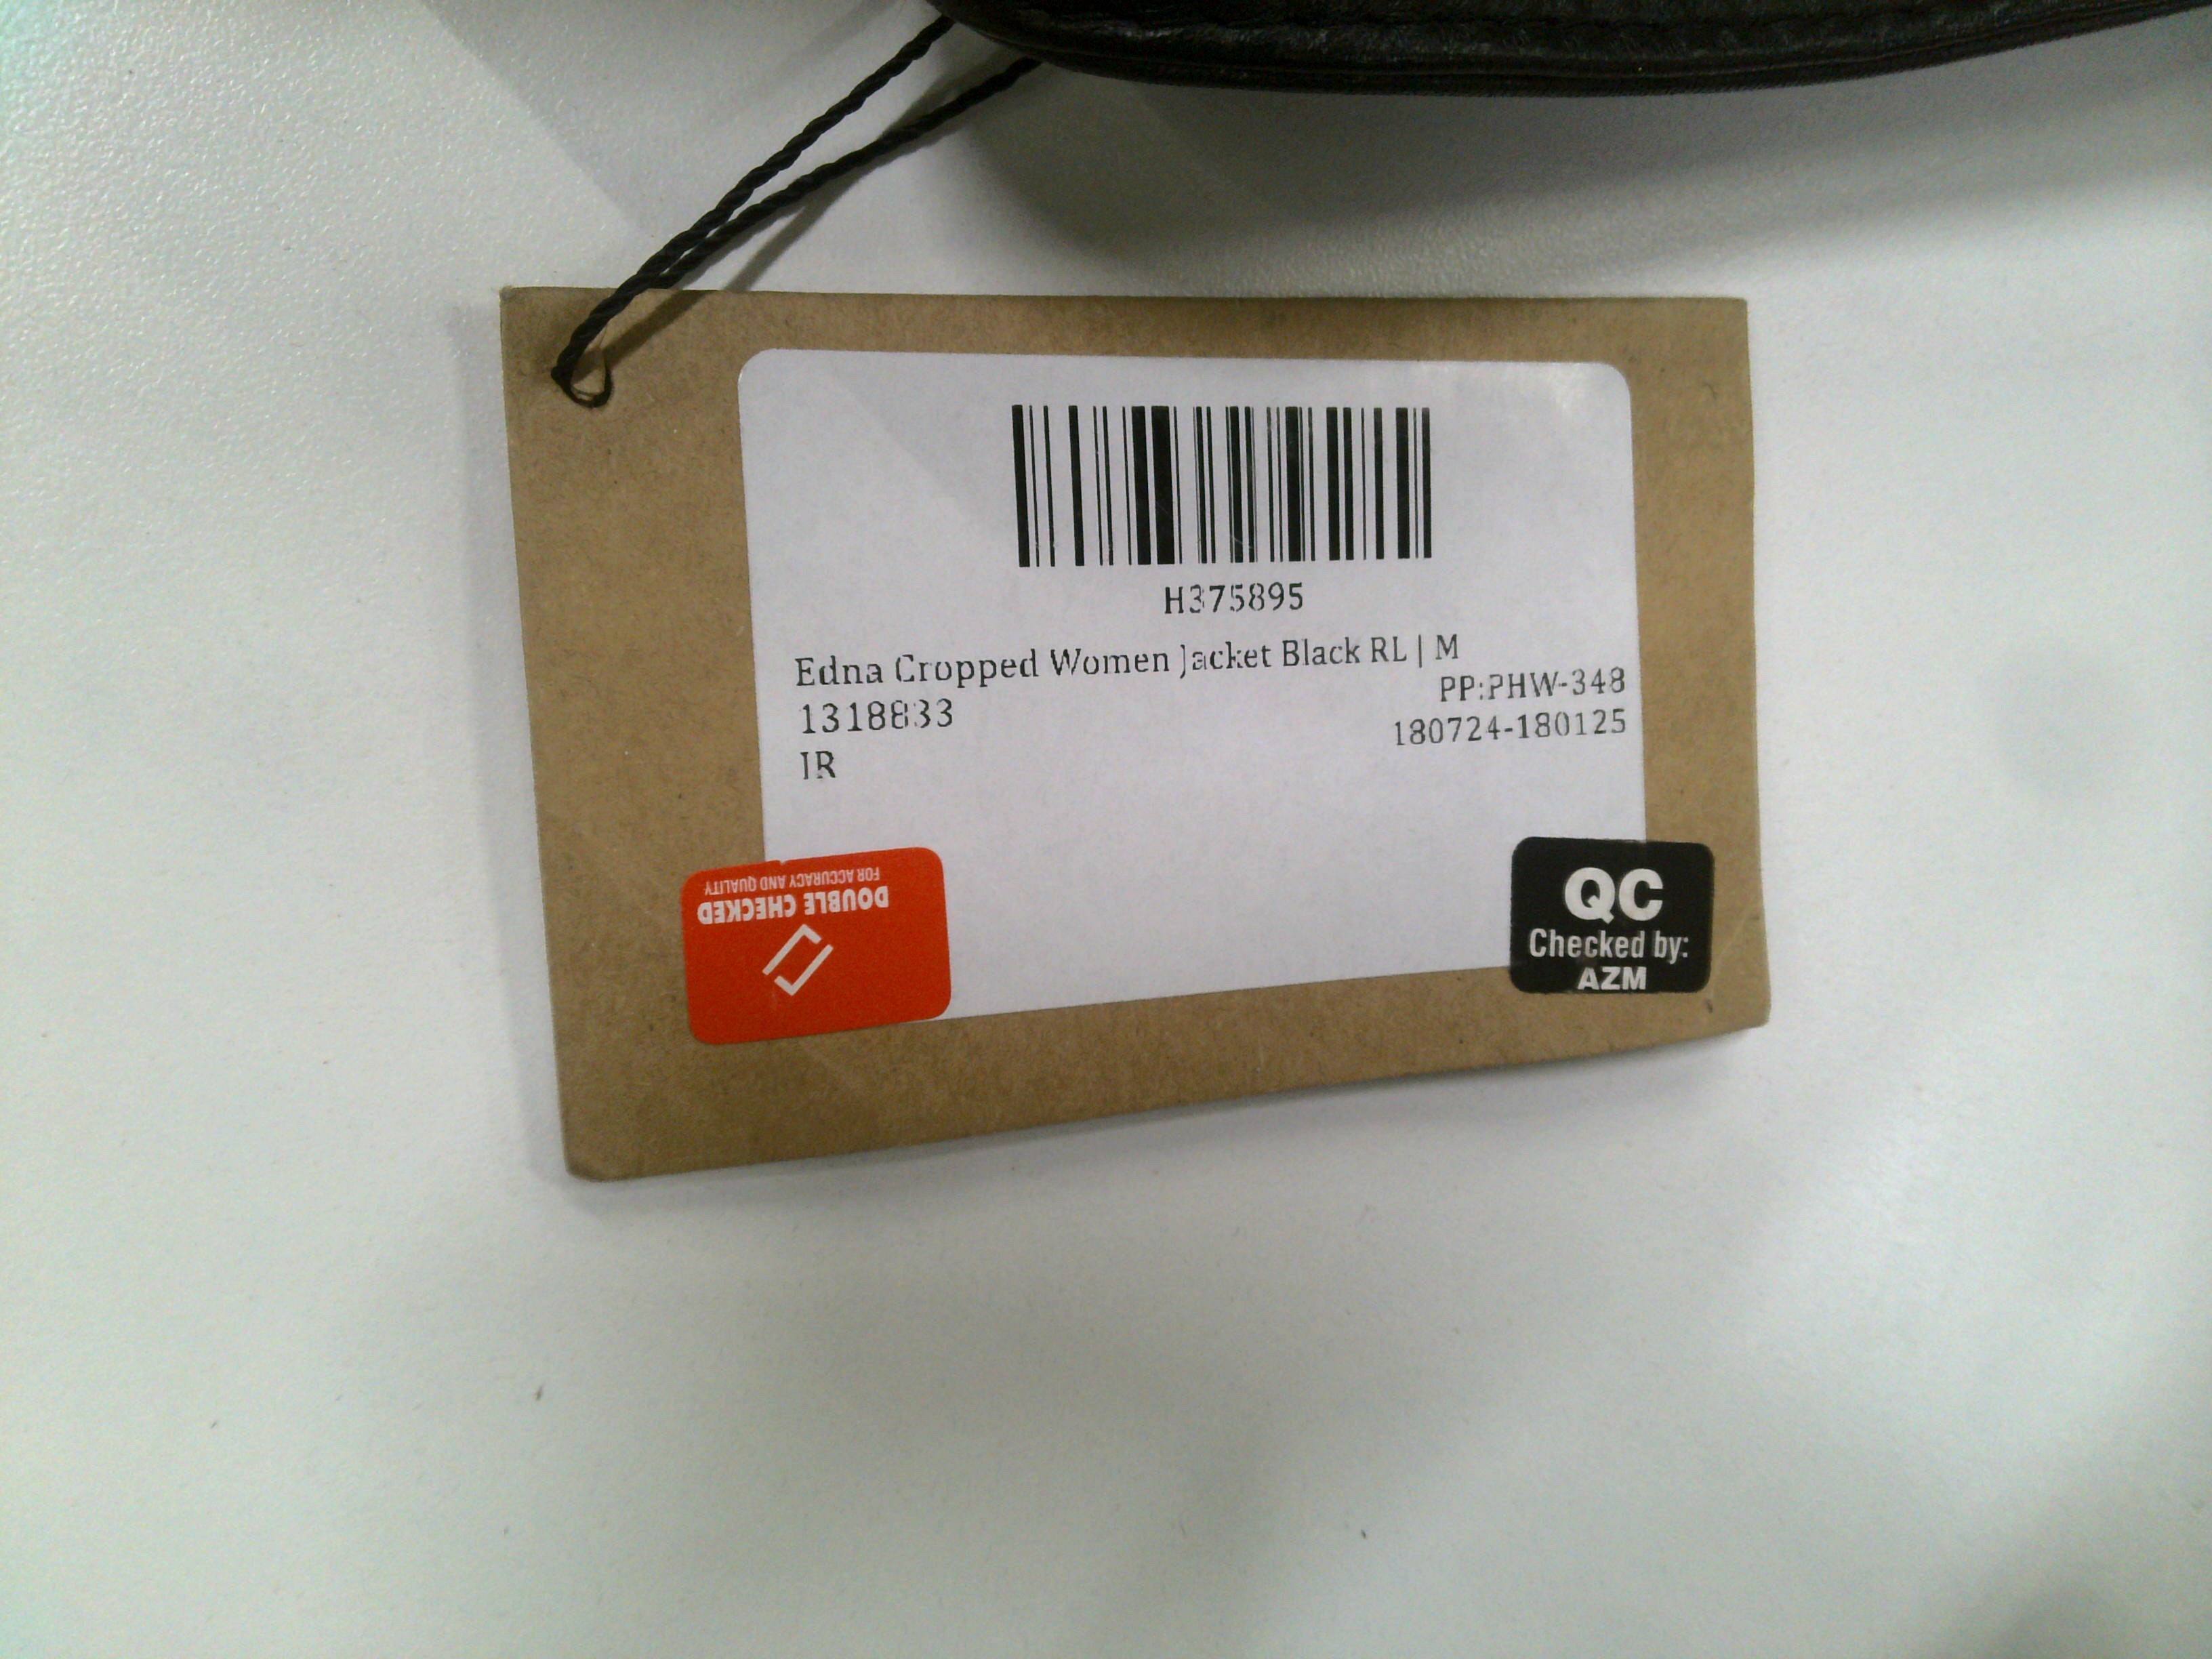 H375895
Edna Cropped Women Jacket Black RL | M
PP:PHW-348
1318833
180724-180125
IR
DOUBLE CHECKED
FOR ACCURACY AND QUALITY
QC
Checked by:
AZM